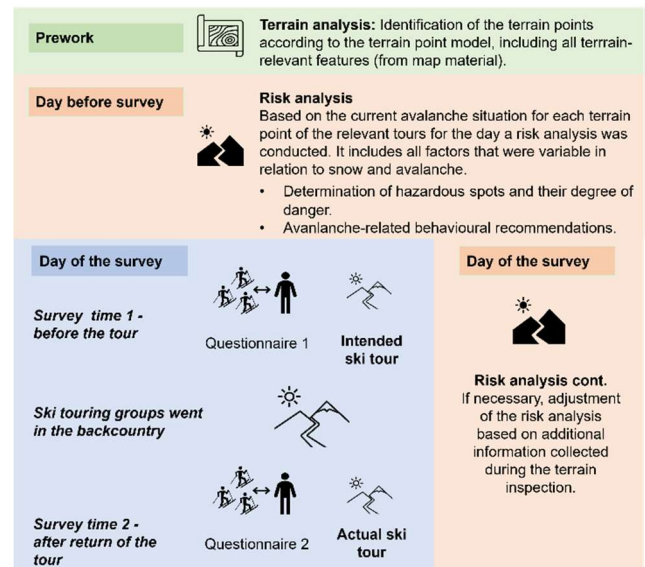 Prework
Terrain analysis: Identification of the terrain points
according to the terrain point model, including all terrrain-
relevant features (from map material).
Day before survey
Risk analysis
Based on the current avalanche situation for each terrain
point of the relevant tours for the day a risk analysis was
conducted. It includes all factors that were variable in
relation to snow and avalanche.
• Determination of hazardous spots and their degree of
danger.
• Avanlanche-related behavioural recommendations.
Day of the survey
Survey time 1 -
before the tour
Questionnaire 1
Intended
ski tour
Ski touring groups went
in the backcountry
Survey time 2 -
after return of the
tour
Questionnaire 2
Actual ski
tour
Day of the survey
Risk analysis cont.
If necessary, adjustment
of the risk analysis
based on additional
information collected
during the terrain
inspection.